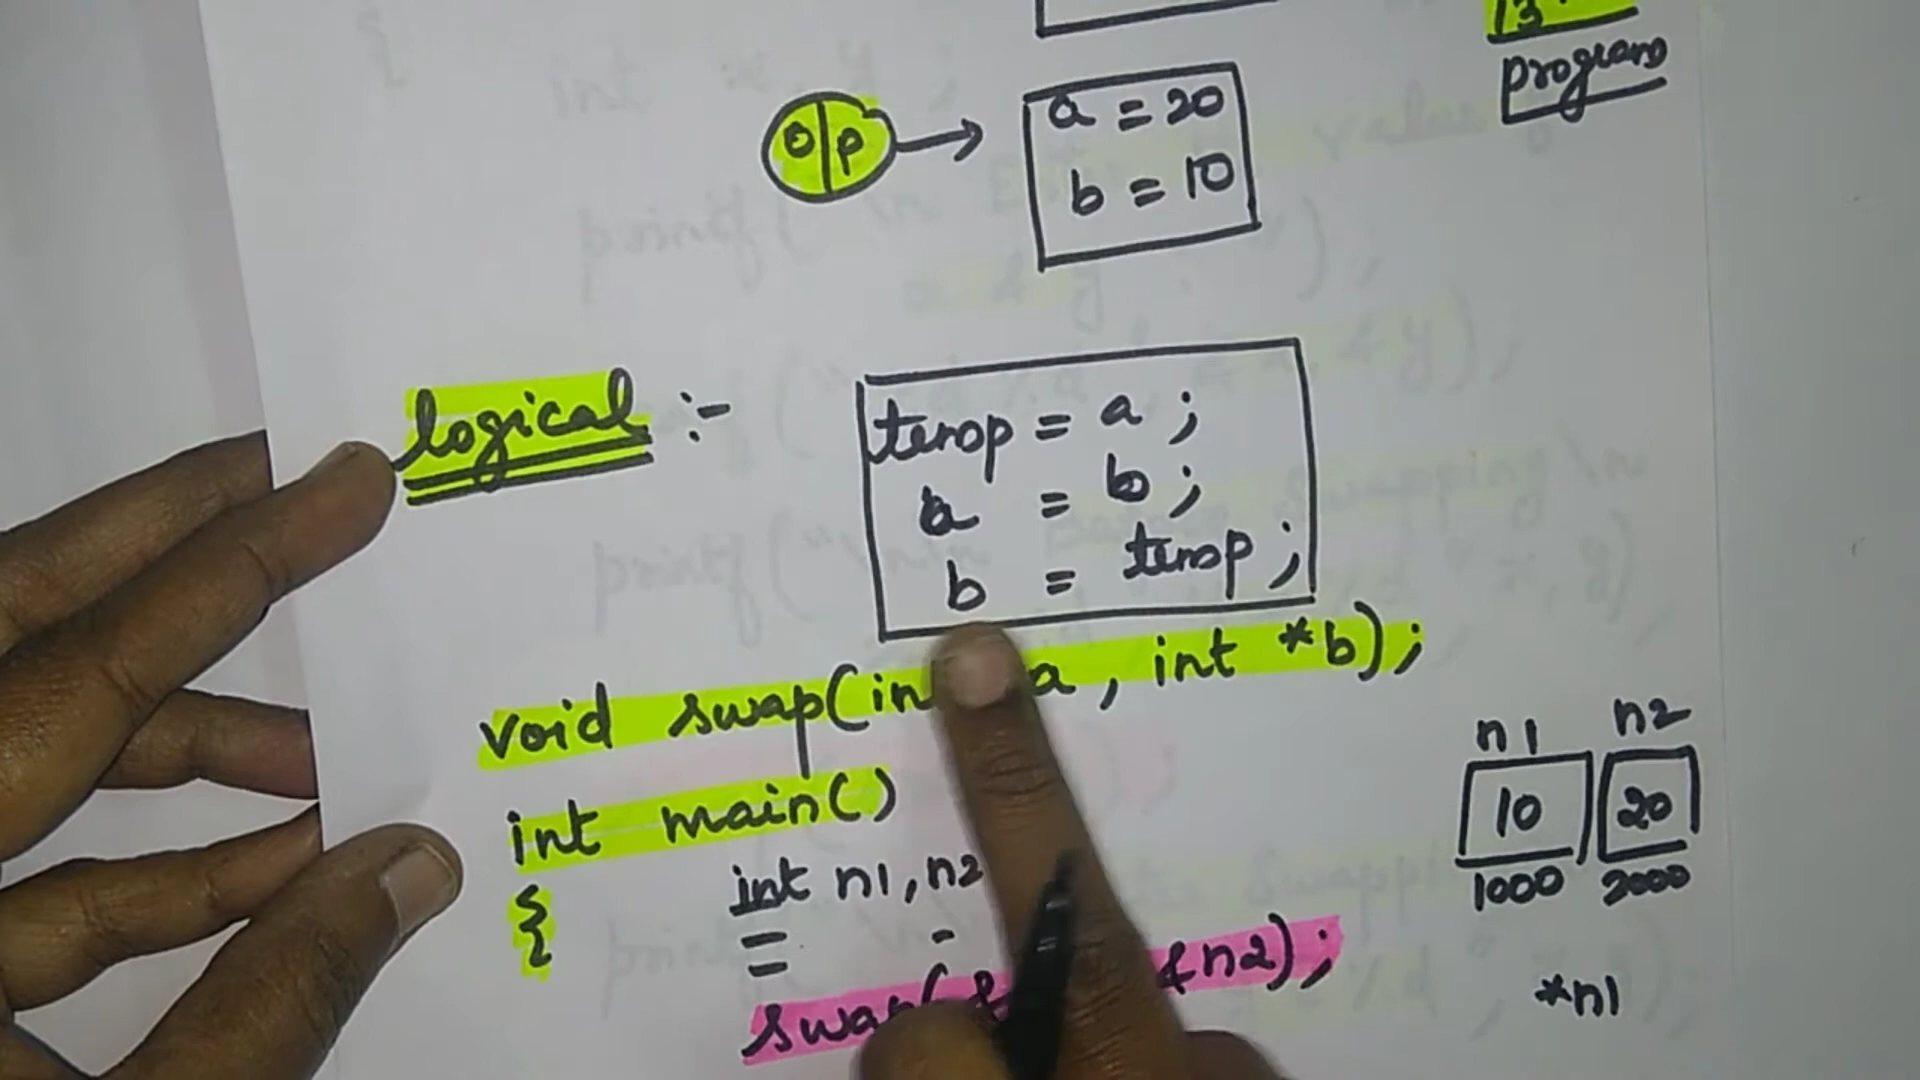 program
o|p → a = 20
b = 10
logical :-
temp = a ;
a = b ;
b = temp ;
void swap(in a , int *b);
int main()
n1 n2
10 20
1000 2000
{ int n1,n2
swap(& &n2);
*n1